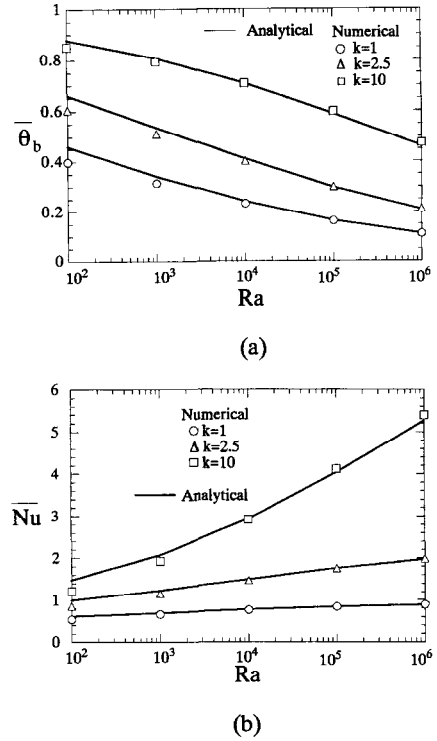 1
0.8
0.6
0.4
0.2
0
θ̅_b
Analytical
Numerical
k=1
k=2.5
k=10
10²
10³
10⁴
10⁵
10⁶
Ra
(a)
6
5
4
3
2
1
0
N̅u̅
Numerical
k=1
k=2.5
k=10
Analytical
10²
10³
10⁴
10⁵
10⁶
Ra
(b)